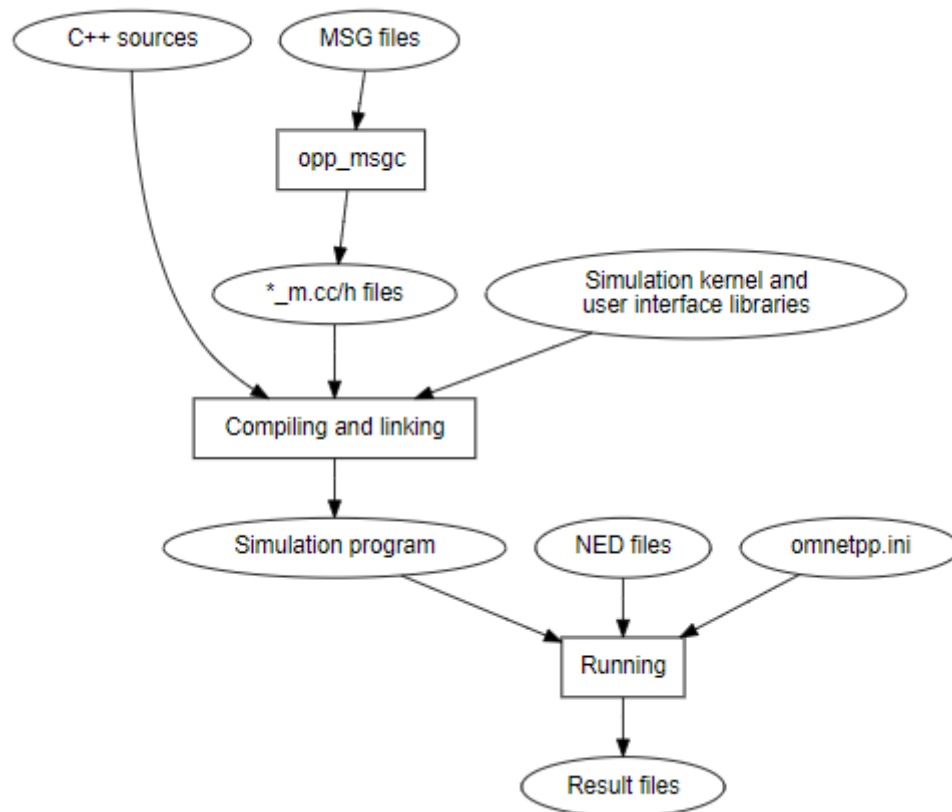 C++ sources
MSG files
opp_msgc
*_m.cc/h files
Simulation kernel and
user interface libraries
Compiling and linking
Simulation program
NED files
omnetpp.ini
Running
Result files